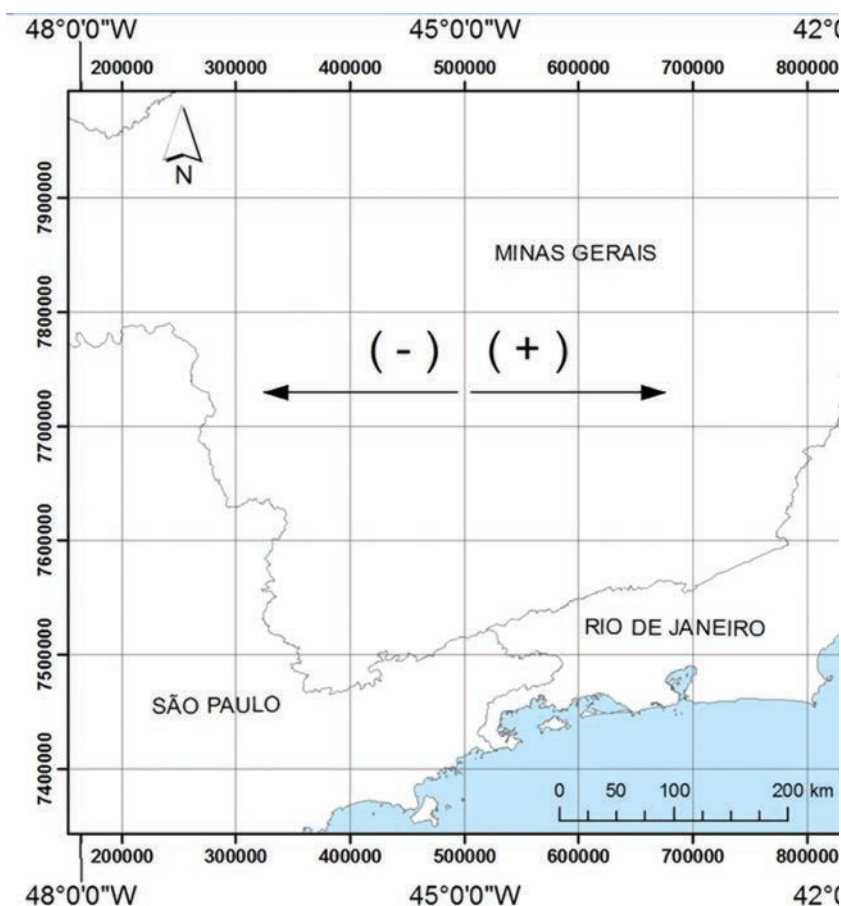 48°0'0"W 45°0'0"W 42°0
200000 300000 400000 500000 600000 700000 800000
N
7900000
MINAS GERAIS
7800000
( - ) ( + )
7700000
7600000
RIO DE JANEIRO
7500000
SÃO PAULO
7400000
0 50 100 200 km
200000 300000 400000 500000 600000 700000 800000
48°0'0"W 45°0'0"W 42°0